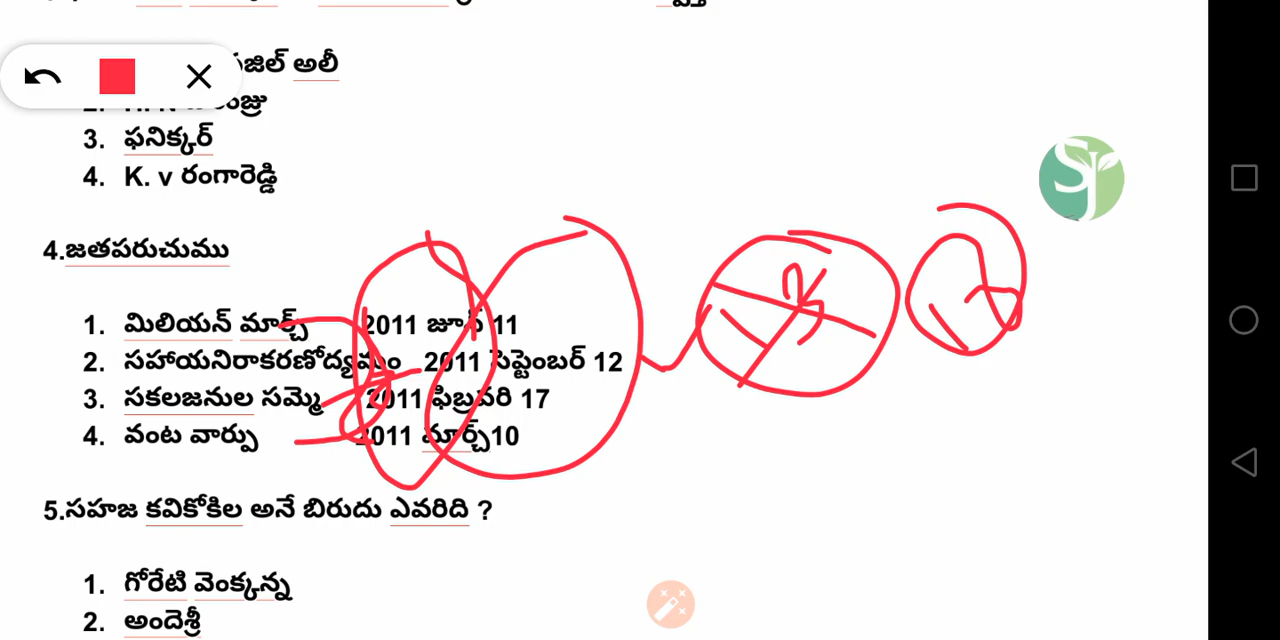 అలీ
3. ఫనిక్కర్
4. K. v రంగారెడ్డి
4.జతపరుచుము
1. మిలియన్ మార్చ్ 2011 జూన్ 11
2. సహాయనిరాకరణోద్యమం 2011 సెప్టెంబర్ 12
3. సకలజనుల సమ్మె 2011 ఫిబ్రవరి 17
4. వంట వార్పు 2011 మార్చ్10
5.సహజ కవికోకిల అనే బిరుదు ఎవరిది ?
1. గోరేటి వెంక్కన్న
2. అందెశ్రీ
SJ